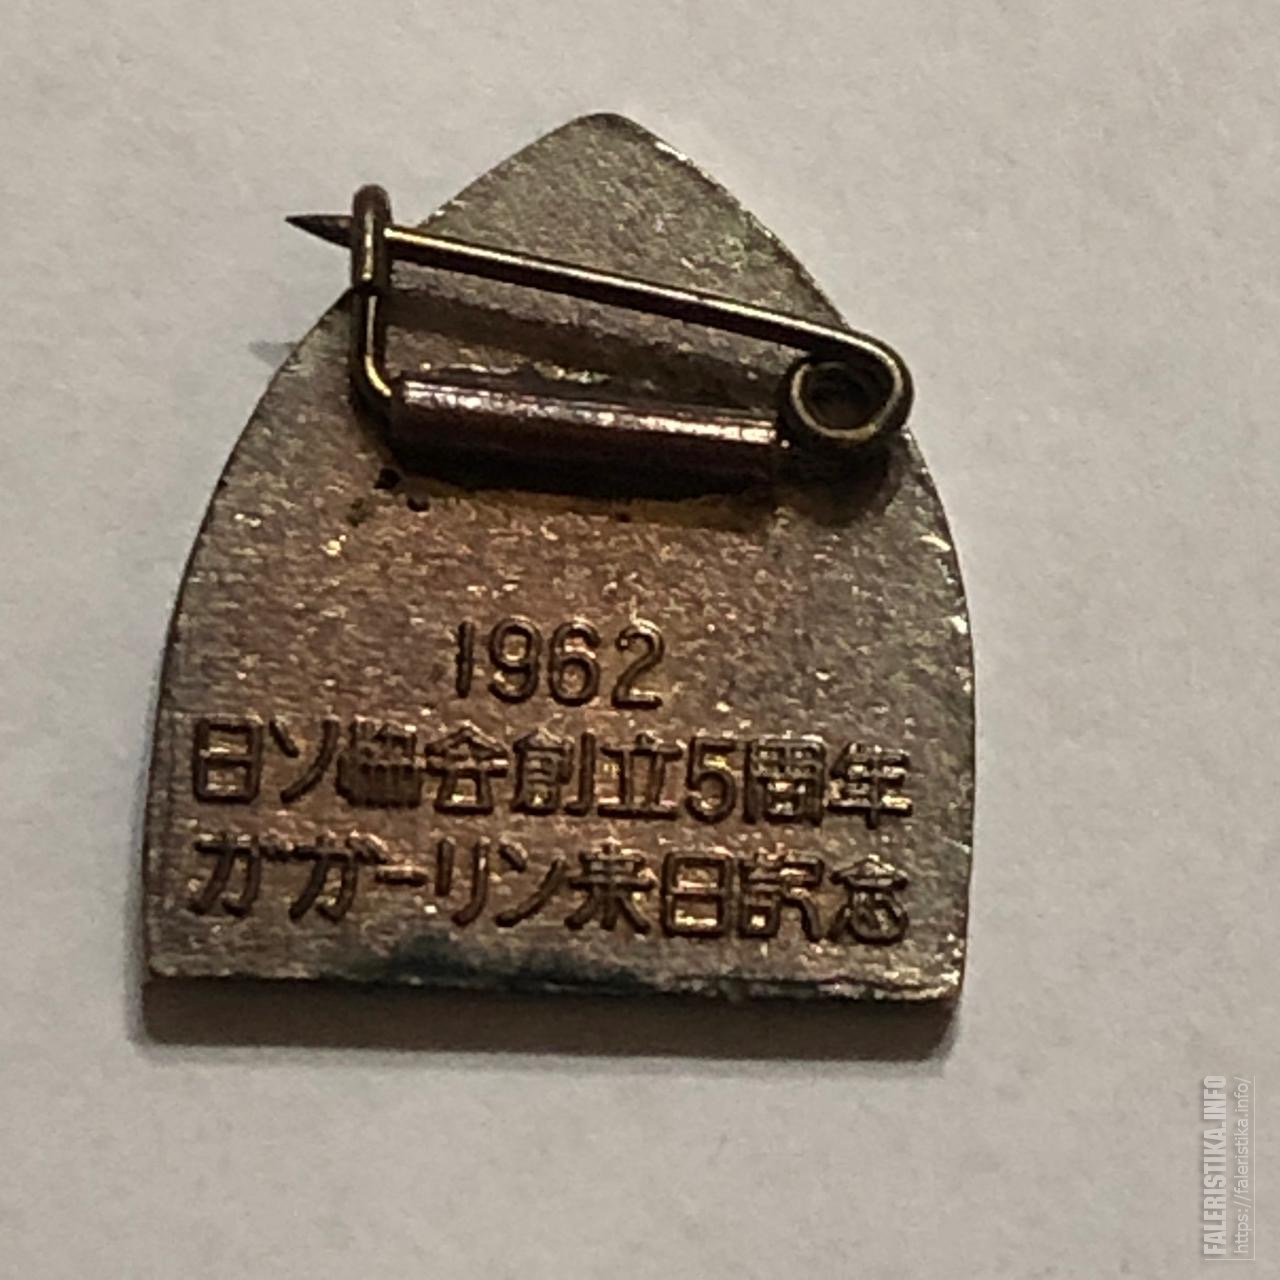 1962
日ソ協会創立5周年
ガガーリン来日記念
FALERISTIKA.INFO
https://faleristika.info/